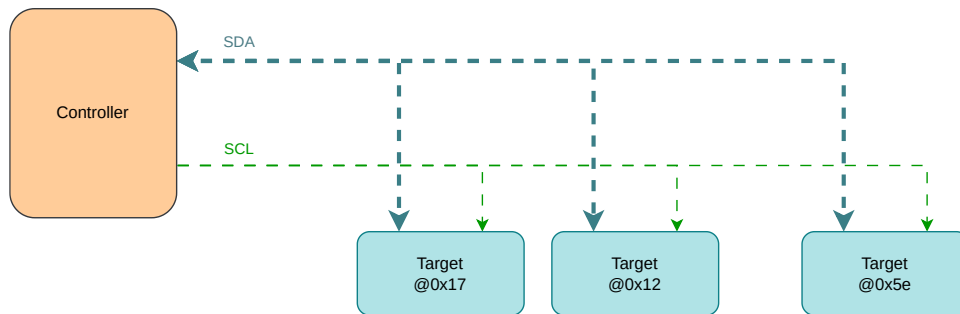 SDA
Controller
SCL
Target
@0x17
Target
@0x12
Target
@0x5e